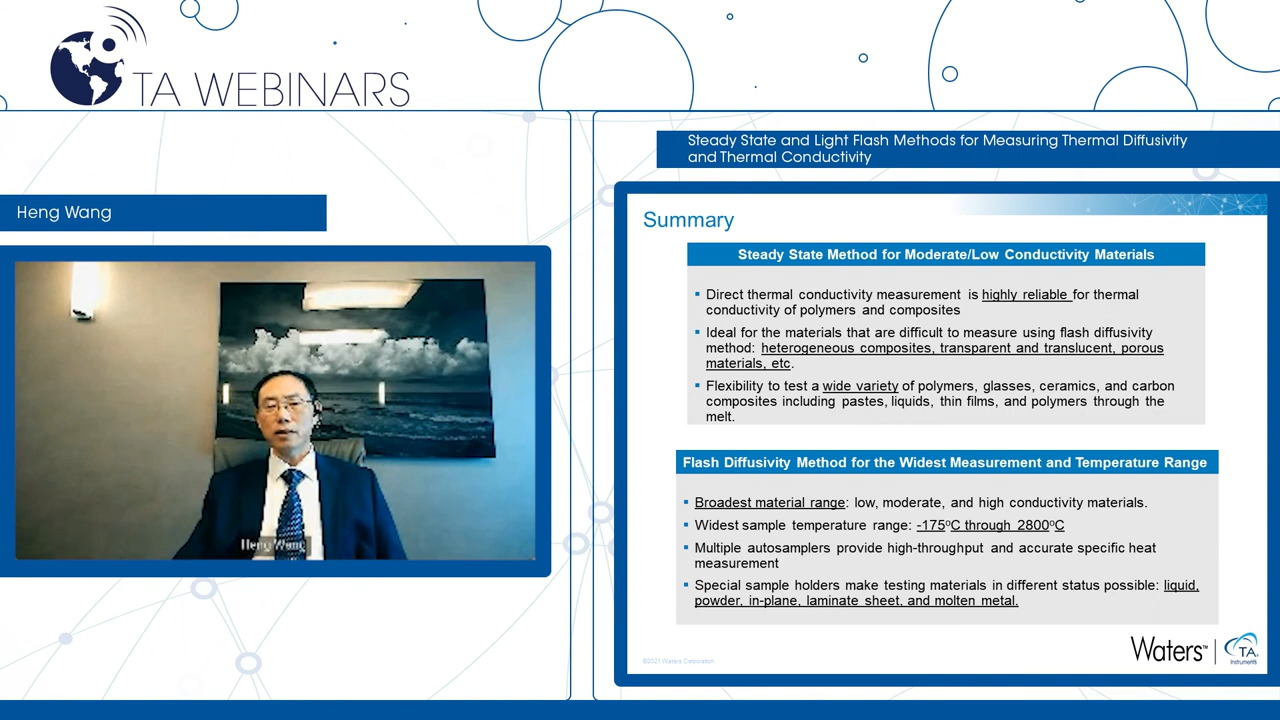 TA WEBINARS
Steady State and Light Flash Methods for Measuring Thermal Diffusivity
and Thermal Conductivity
Heng Wang
Heng Wang
Summary
Steady State Method for Moderate/Low Conductivity Materials
▪ Direct thermal conductivity measurement is highly reliable for thermal
conductivity of polymers and composites
▪ Ideal for the materials that are difficult to measure using flash diffusivity
method: heterogeneous composites, transparent and translucent, porous
materials, etc.
▪ Flexibility to test a wide variety of polymers, glasses, ceramics, and carbon
composites including pastes, liquids, thin films, and polymers through the
melt.
Flash Diffusivity Method for the Widest Measurement and Temperature Range
▪ Broadest material range: low, moderate, and high conductivity materials.
▪ Widest sample temperature range: -175ºC through 2800ºC
▪ Multiple autosamplers provide high-throughput and accurate specific heat
measurement
▪ Special sample holders make testing materials in different status possible: liquid,
powder, in-plane, laminate sheet, and molten metal.
©2021 Waters Corporation
Waters™
TA
Instruments